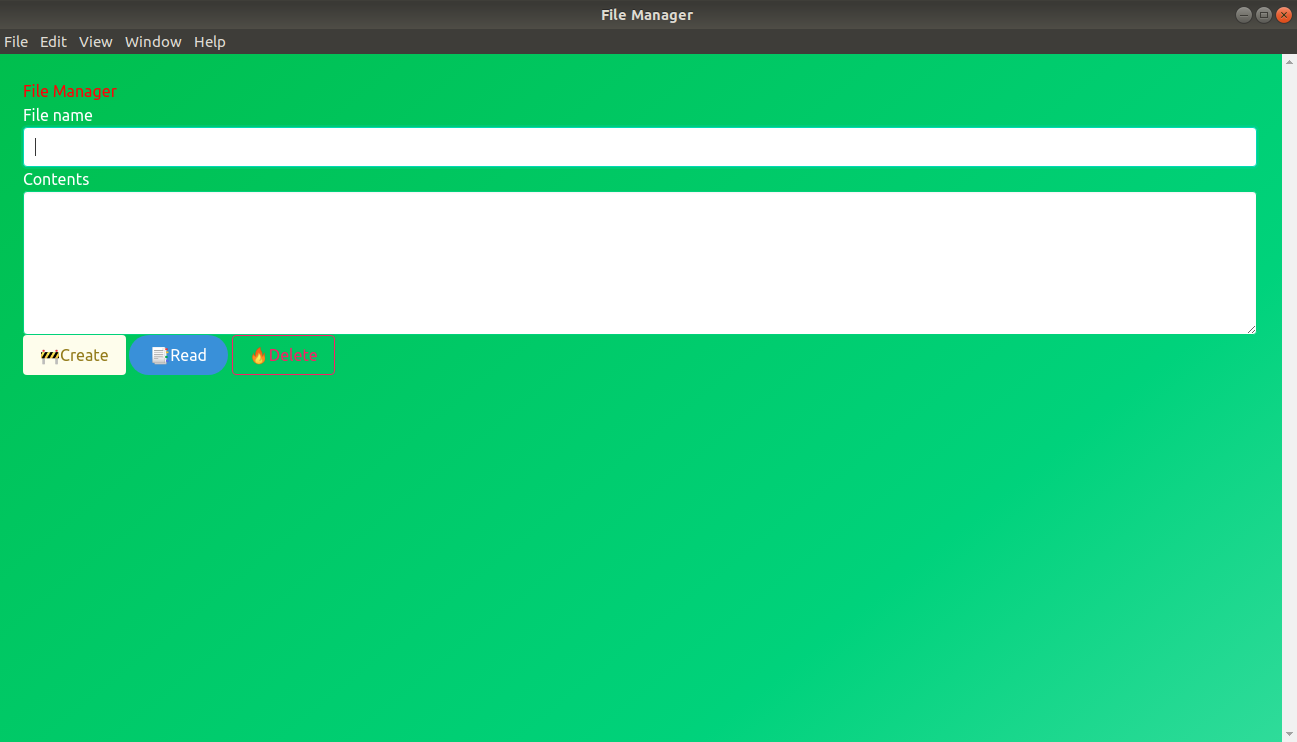 File Manager
File Edit View Window Help
File Manager
File name
Contents
🚧Create 📑Read 🔥Delete